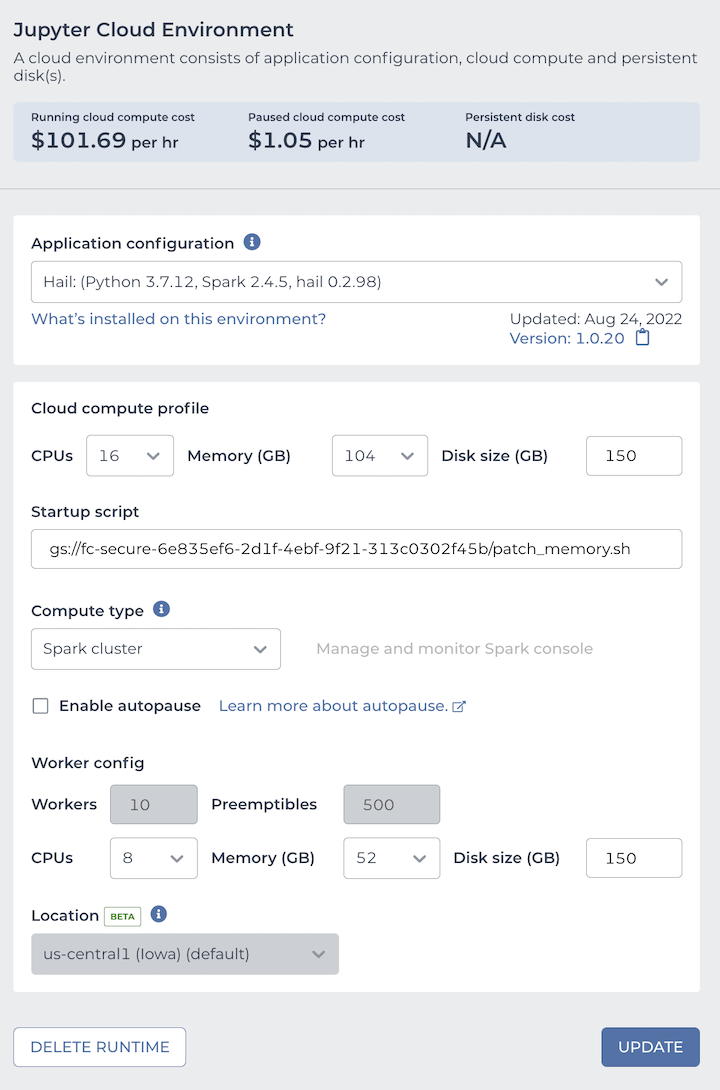 Jupyter Cloud Environment
A cloud environment consists of application configuration, cloud compute and persistent
disk(s).
Running cloud compute cost
$101.69 per hr
Paused cloud compute cost
$1.05 per hr
Persistent disk cost
N/A
Application configuration
Hail: (Python 3.7.12, Spark 2.4.5, hail 0.2.98)
What’s installed on this environment?
Updated: Aug 24, 2022
Version: 1.0.20
Cloud compute profile
CPUs 16 Memory (GB) 104 Disk size (GB) 150
Startup script
gs://fc-secure-6e835ef6-2d1f-4ebf-9f21-313c0302f45b/patch_memory.sh
Compute type
Spark cluster Manage and monitor Spark console
Enable autopause Learn more about autopause.
Worker config
Workers 10 Preemptibles 500
CPUs 8 Memory (GB) 52 Disk size (GB) 150
Location BETA
us-central1 (Iowa) (default)
DELETE RUNTIME UPDATE